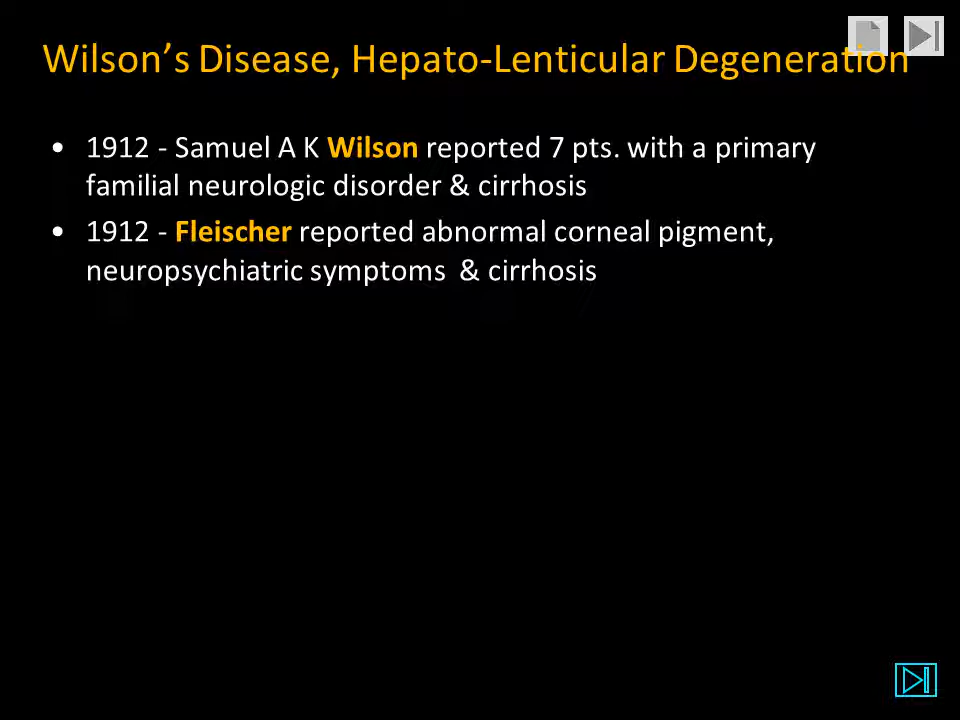 Wilson’s Disease, Hepato-Lenticular Degeneration
• 1912 - Samuel A K Wilson reported 7 pts. with a primary
familial neurologic disorder & cirrhosis
• 1912 - Fleischer reported abnormal corneal pigment,
neuropsychiatric symptoms  & cirrhosis